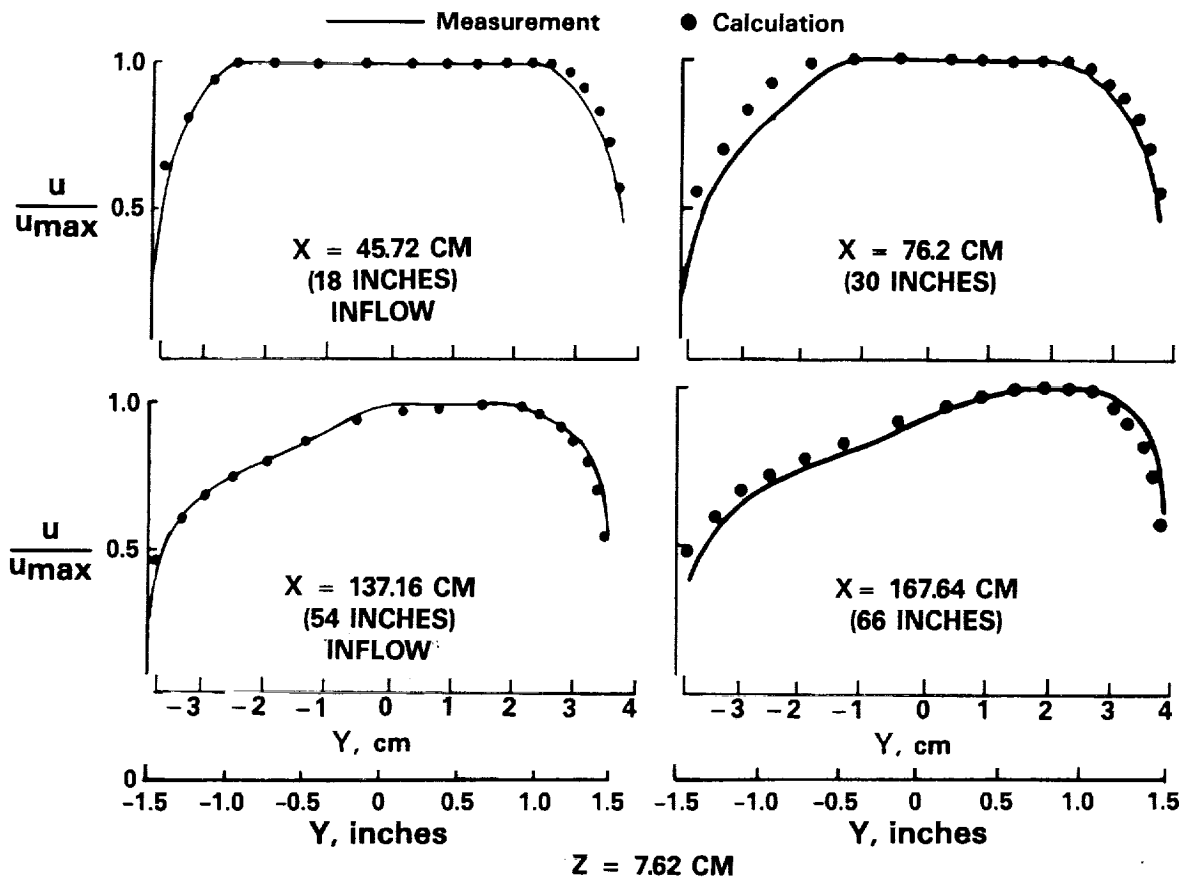 Measurement Calculation
1.0
u
umax
0.5
X = 45.72 CM
(18 INCHES)
INFLOW
X = 76.2 CM
(30 INCHES)
1.0
u
umax
0.5
X = 137.16 CM
(54 INCHES)
INFLOW
X = 167.64 CM
(66 INCHES)
-3 -2 -1 0 1 2 3 4
Y, cm
-3 -2 -1 0 1 2 3 4
Y, cm
0
-1.5 -1.0 0.5 0 0.5 1.0 1.5
Y, inches
-1.5 -1.0 0.5 0 0.5 1.0 1.5
Y, inches
Z = 7.62 CM